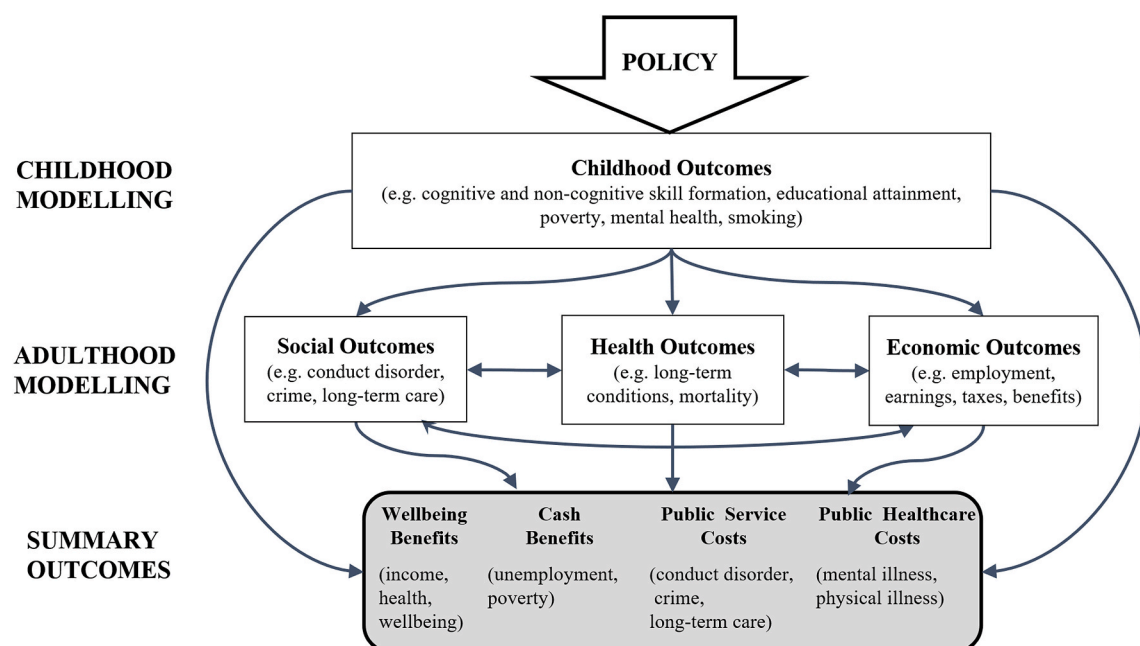 POLICY
CHILDHOOD
MODELLING
Childhood Outcomes
(e.g. cognitive and non-cognitive skill formation, educational attainment,
poverty, mental health, smoking)
ADULTHOOD
MODELLING
Social Outcomes
(e.g. conduct disorder,
crime, long-term care)
Health Outcomes
(e.g. long-term
conditions, mortality)
Economic Outcomes
(e.g. employment,
earnings, taxes, benefits)
SUMMARY
OUTCOMES
Wellbeing
Benefits
(income,
health,
wellbeing)
Cash
Benefits
(unemployment,
poverty)
Public Service
Costs
(conduct disorder,
crime,
long-term care)
Public Healthcare
Costs
(mental illness,
physical illness)